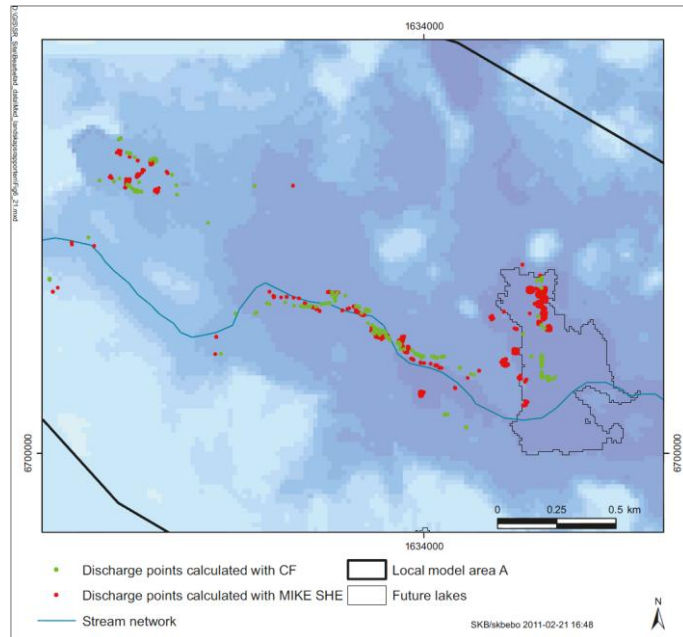 1634000
6700000
6700000
0 0.25 0.5 km
1634000
Discharge points calculated with CF
Local model area A
Discharge points calculated with MIKE SHE
Future lakes
Stream network
SKB/skbebo 2011-02-21 16:48
N